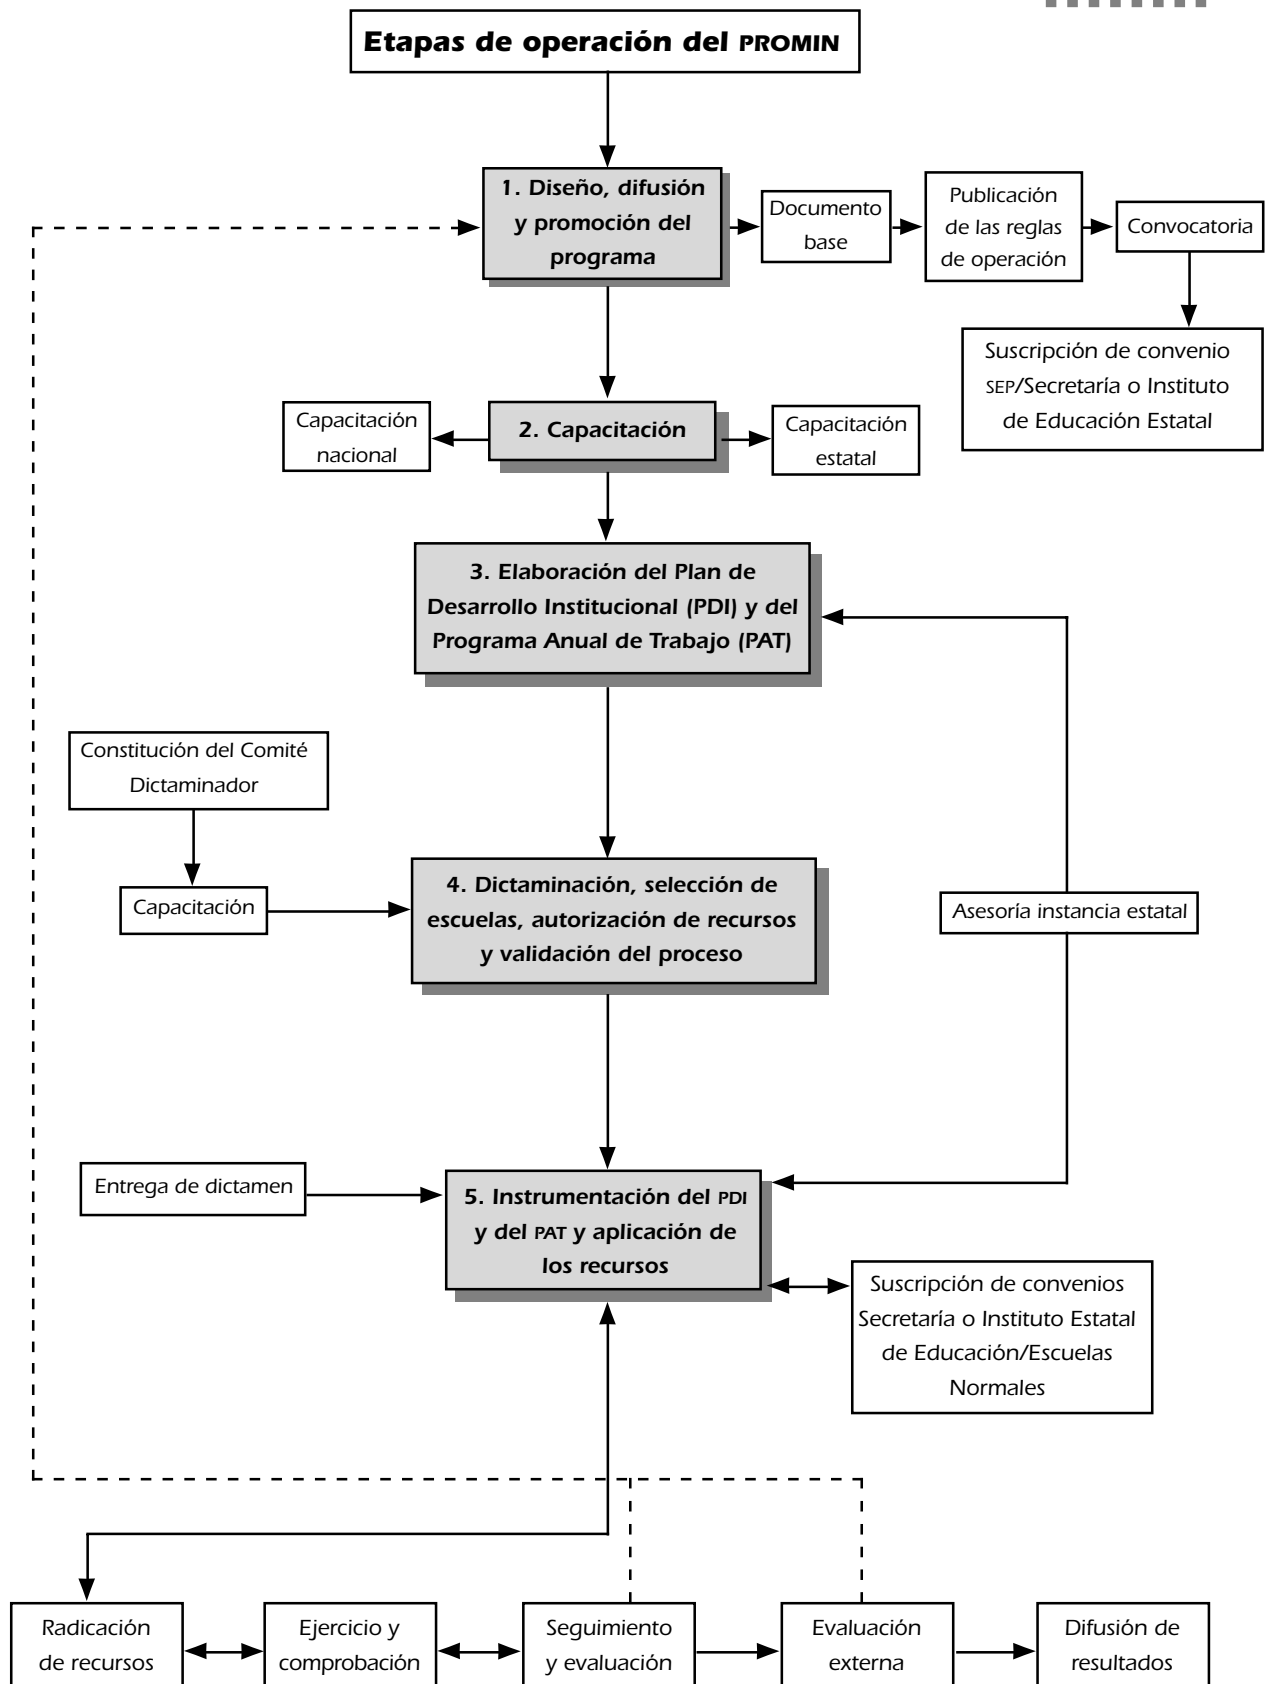 Etapas de operación del PROMIN
1. Diseño, difusión
y promoción del
programa
Documento
base
Publicación
de las reglas
de operación
Convocatoria
Suscripción de convenio
SEP/Secretaría o Instituto
de Educación Estatal
Capacitación
nacional
2. Capacitación
Capacitación
estatal
3. Elaboración del Plan de
Desarrollo Institucional (PDI) y del
Programa Anual de Trabajo (PAT)
Constitución del Comité
Dictaminador
Capacitación
4. Dictaminación, selección de
escuelas, autorización de recursos
y validación del proceso
Asesoría instancia estatal
Entrega de dictamen
5. Instrumentación del PDI
y del PAT y aplicación de
los recursos
Suscripción de convenios
Secretaría o Instituto Estatal
de Educación/Escuelas
Normales
Radicación
de recursos
Ejercicio y
comprobación
Seguimiento
y evaluación
Evaluación
externa
Difusión de
resultados